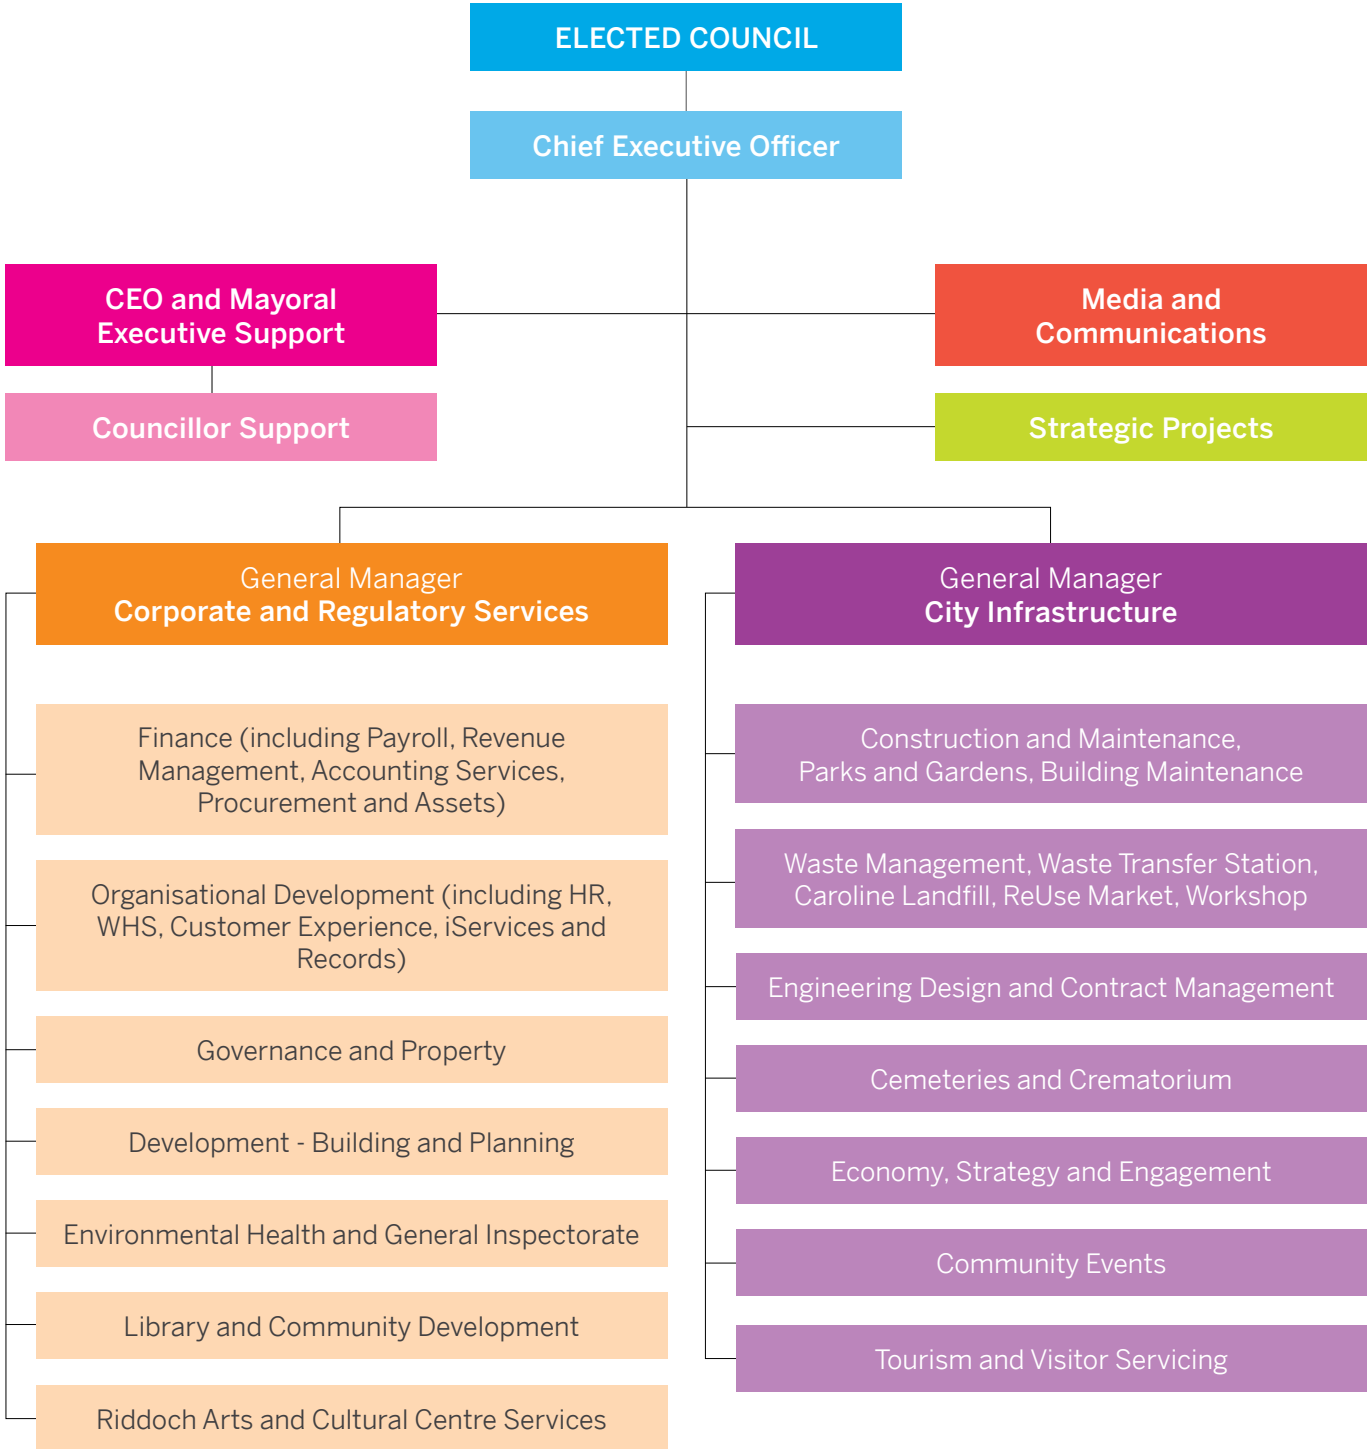 ELECTED COUNCIL
Chief Executive Officer
CEO and Mayoral
Executive Support
Media and
Communications
Councillor Support
Strategic Projects
General Manager
Corporate and Regulatory Services
Finance (including Payroll, Revenue
Management, Accounting Services,
Procurement and Assets)
Organisational Development (including HR,
WHS, Customer Experience, iServices and
Records)
Governance and Property
Development - Building and Planning
Environmental Health and General Inspectorate
Library and Community Development
Riddoch Arts and Cultural Centre Services
General Manager
City Infrastructure
Construction and Maintenance,
Parks and Gardens, Building Maintenance
Waste Management, Waste Transfer Station,
Caroline Landfill, ReUse Market, Workshop
Engineering Design and Contract Management
Cemeteries and Crematorium
Economy, Strategy and Engagement
Community Events
Tourism and Visitor Servicing